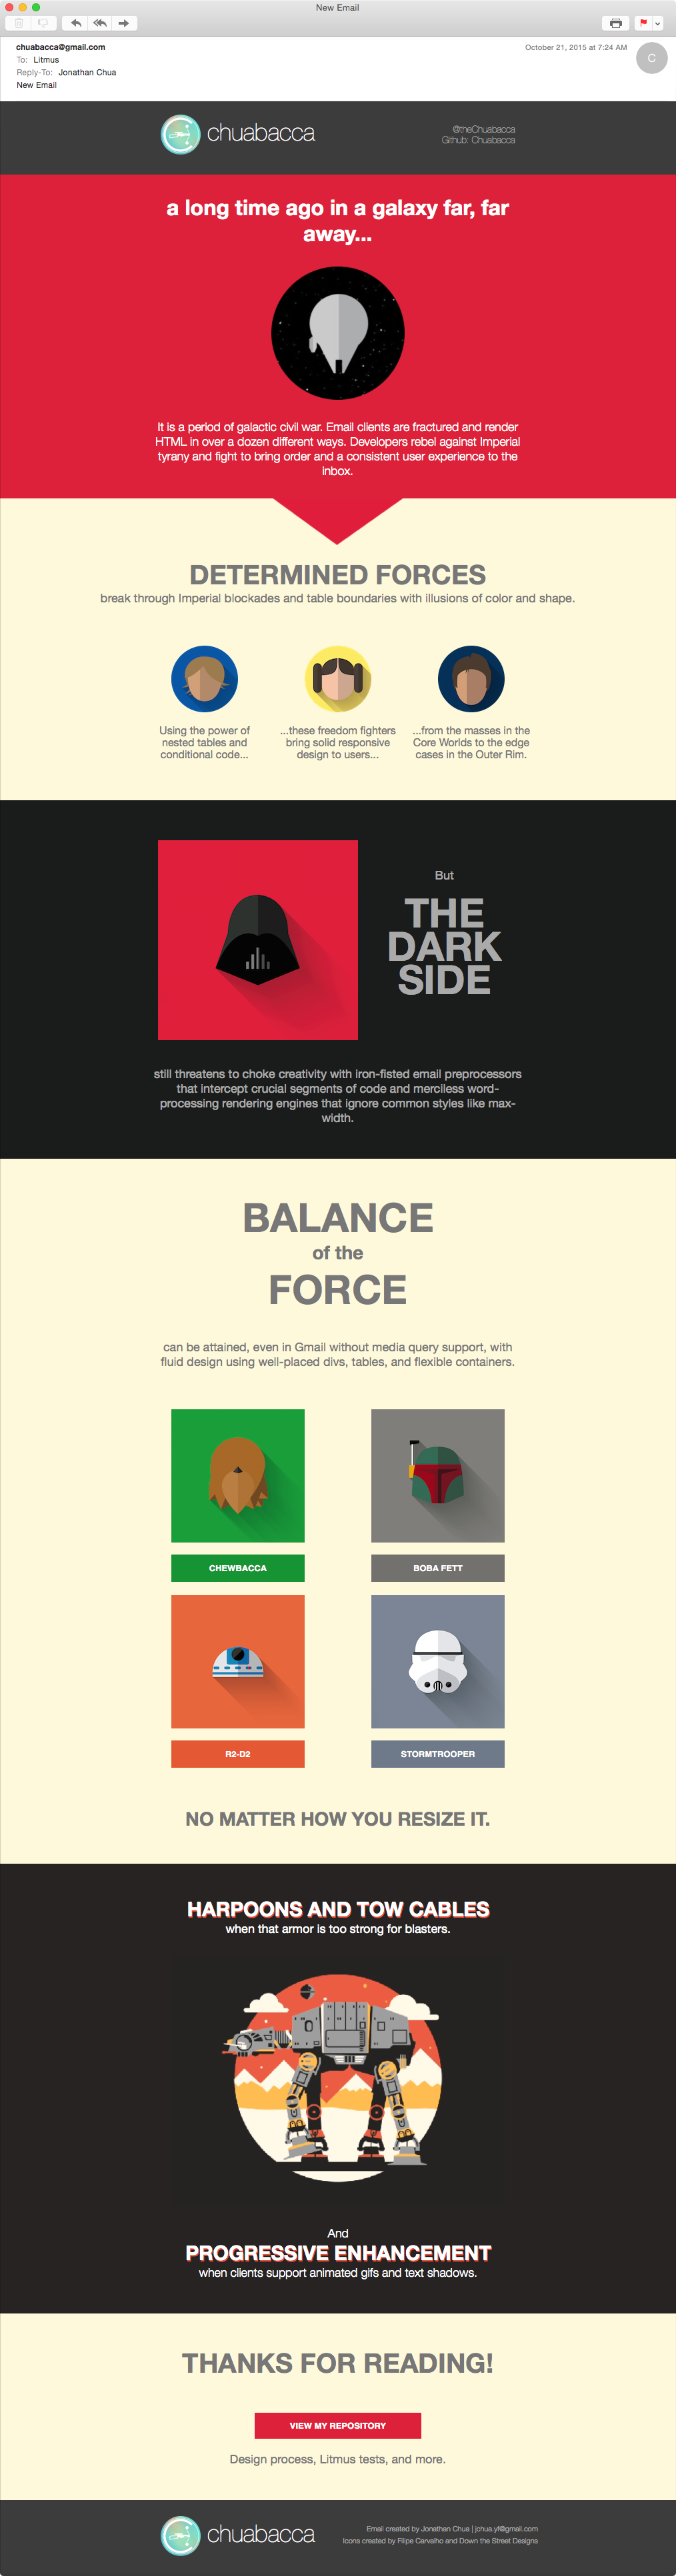 New Email
chuabacca@gmail.com
October 21, 2015 at 7:24 AM
C
To: Litmus
Reply-To: Jonathan Chua
New Email
chuabacca
@theChuabacca
Github: Chuabacca
a long time ago in a galaxy far, far
away...
It is a period of galactic civil war. Email clients are fractured and render
HTML in over a dozen different ways. Developers rebel against Imperial
tyrany and fight to bring order and a consistent user experience to the
inbox.
DETERMINED FORCES
break through Imperial blockades and table boundaries with illusions of color and shape.
Using the power of
nested tables and
conditional code...
...these freedom fighters
bring solid responsive
design to users...
...from the masses in the
Core Worlds to the edge
cases in the Outer Rim.
But
THE
DARK
SIDE
still threatens to choke creativity with iron-fisted email preprocessors
that intercept crucial segments of code and merciless word-
processing rendering engines that ignore common styles like max-
width.
BALANCE
of the
FORCE
can be attained, even in Gmail without media query support, with
fluid design using well-placed divs, tables, and flexible containers.
CHEWBACCA
BOBA FETT
R2-D2
STORMTROOPER
NO MATTER HOW YOU RESIZE IT.
HARPOONS AND TOW CABLES
when that armor is too strong for blasters.
And
PROGRESSIVE ENHANCEMENT
when clients support animated gifs and text shadows.
THANKS FOR READING!
VIEW MY REPOSITORY
Design process, Litmus tests, and more.
chuabacca
Email created by Jonathan Chua | jchua.yf@gmail.com
Icons created by Filipe Carvalho and Down the Street Designs